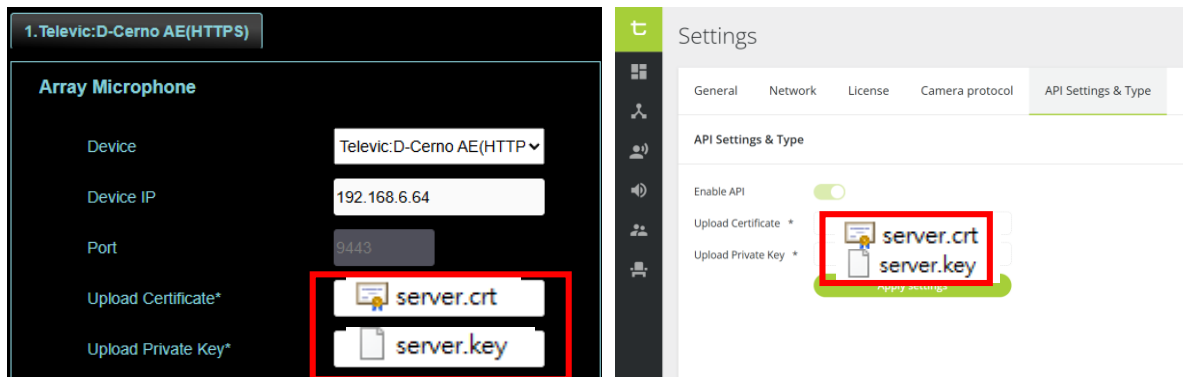 1.Televic:D-Cerno AE(HTTPS)
Array Microphone
Device
Televic:D-Cerno AE(HTTP
Device IP
192.168.6.64
Port
9443
Upload Certificate*
server.crt
Upload Private Key*
server.key
Settings
General Network License Camera protocol API Settings & Type
API Settings & Type
Enable API
Upload Certificate *
server.crt
Upload Private Key *
server.key
Apply settings